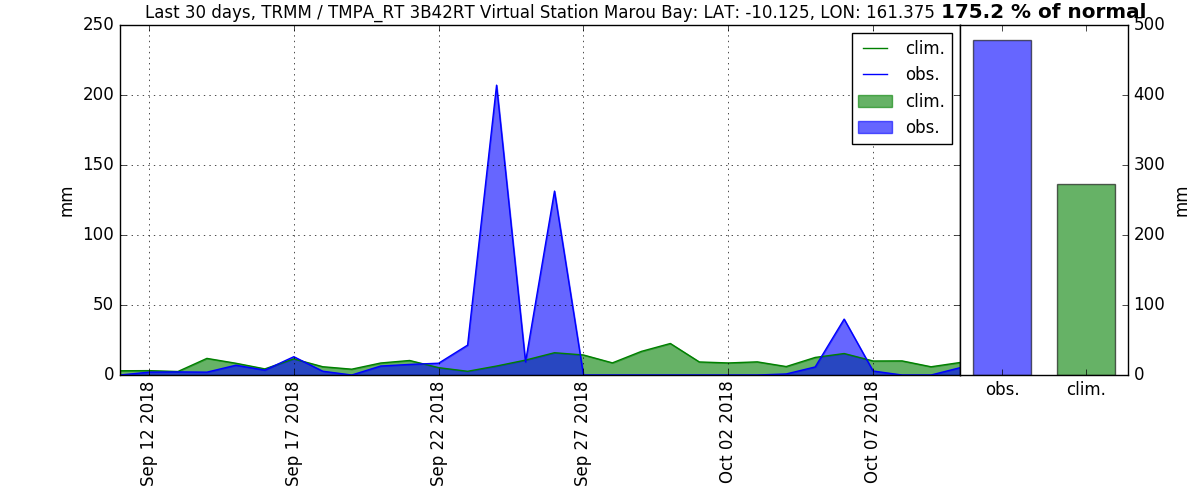 Last 30 days, TRMM / TMPA_RT 3B42RT Virtual Station Marou Bay: LAT: -10.125, LON: 161.375 175.2 % of normal
250
200
150
100
50
0
mm
clim.
obs.
clim.
obs.
Sep 12 2018
Sep 17 2018
Sep 22 2018
Sep 27 2018
Oct 02 2018
Oct 07 2018
500
400
300
200
100
0
mm
obs.
clim.